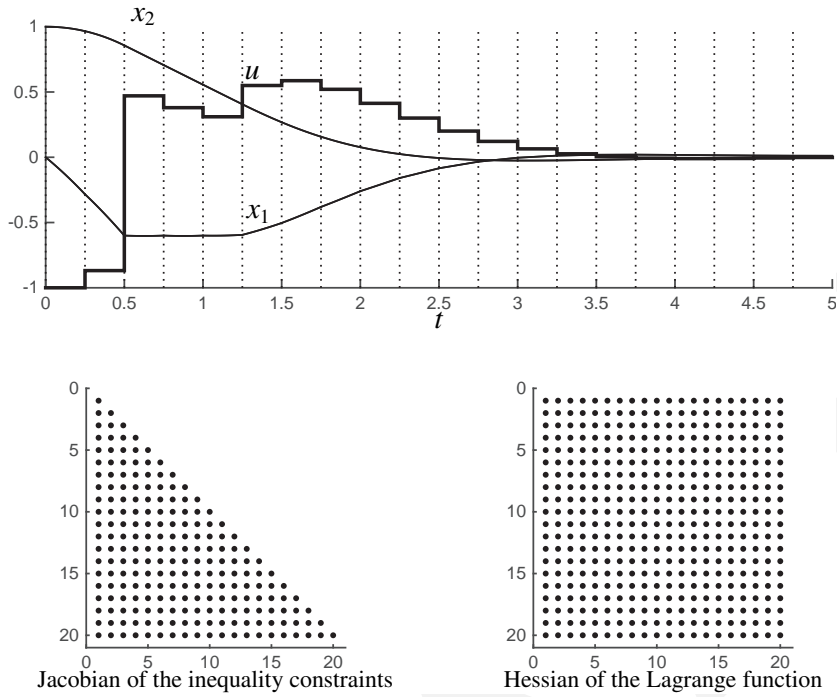 x2
1
u
0.5
0
x1
-0.5
-1
0 0.5 1 1.5 2 2.5 3 3.5 4 4.5 5
t
0 0
5 5
10 10
15 15
20 20
0 5 10 15 20 0 5 10 15 20
Jacobian of the inequality constraints Hessian of the Lagrange function